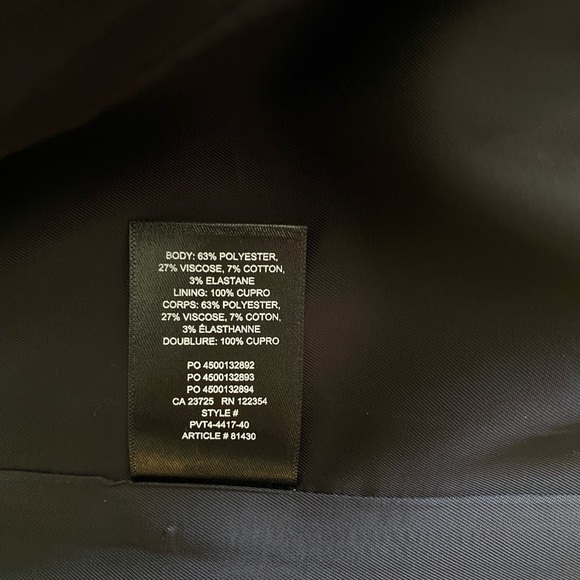 BODY: 63% POLYESTER,
27% VISCOSE, 7% COTTON,
3% ELASTANE
LINING: 100% CUPRO
CORPS: 63% POLYESTER,
27% VISCOSE, 7% COTON,
3% ÉLASTHANNE
DOUBLURE: 100% CUPRO
PO 4500132892
PO 4500132893
PO 4500132894
CA 23725 RN 122354
STYLE #
PVT4-4417-40
ARTICLE # 81430